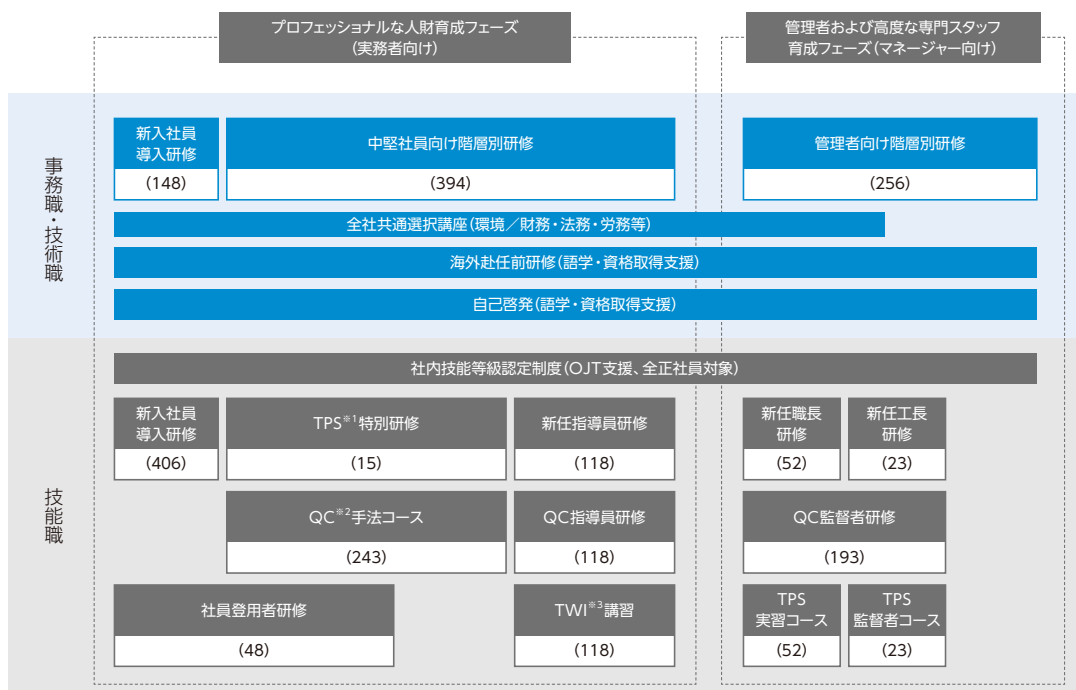 プロフェッショナルな人財育成フェーズ
(実務者向け)
管理者および高度な専門スタッフ
育成フェーズ(マネージャー向け)
事務職・技術職
新入社員
導入研修
(148)
中堅社員向け階層別研修
(394)
管理者向け階層別研修
(256)
全社共通選択講座(環境／財務・法務・労務等)
海外赴任前研修(語学・資格取得支援)
自己啓発(語学・資格取得支援)
技能職
社内技能等級認定制度(OJT支援、全正社員対象)
新入社員
導入研修
(406)
TPS※1特別研修
(15)
新任指導員研修
(118)
新任職長
研修
(52)
新任工長
研修
(23)
QC※2手法コース
(243)
QC指導員研修
(118)
QC監督者研修
(193)
社員登用者研修
(48)
TWI※3講習
(118)
TPS
実習コース
(52)
TPS
監督者コース
(23)